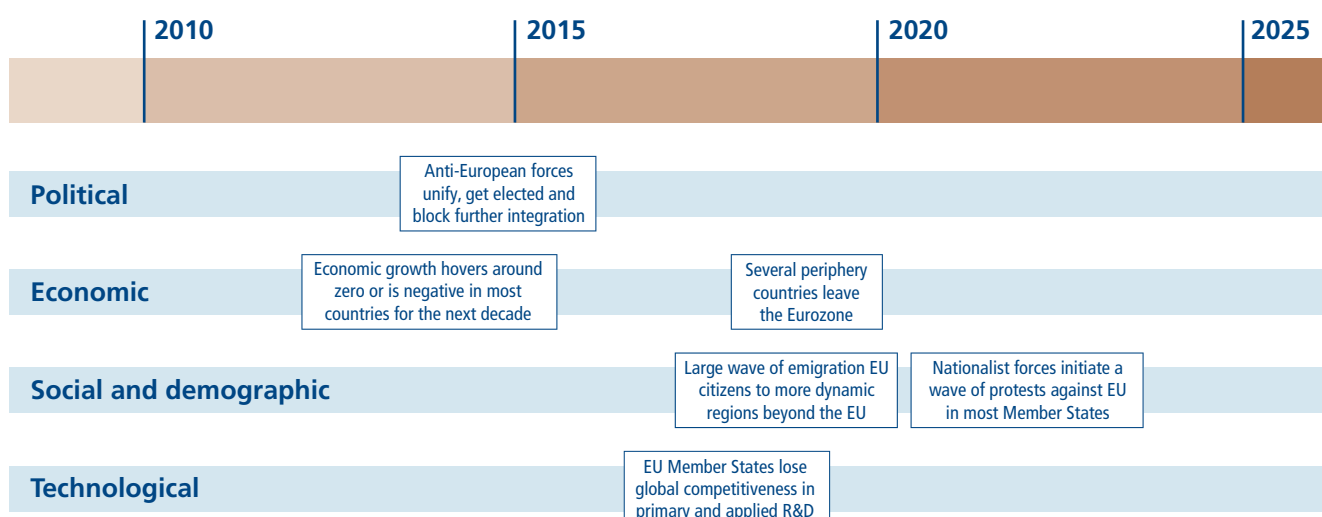 2010
2015
2020
2025
Political
Anti-European forces
unify, get elected and
block further integration
Economic
Economic growth hovers around
zero or is negative in most
countries for the next decade
Several periphery
countries leave
the Eurozone
Social and demographic
Large wave of emigration EU
citizens to more dynamic
regions beyond the EU
Nationalist forces initiate a
wave of protests against EU
in most Member States
Technological
EU Member States lose
global competitiveness in
primary and applied R&D